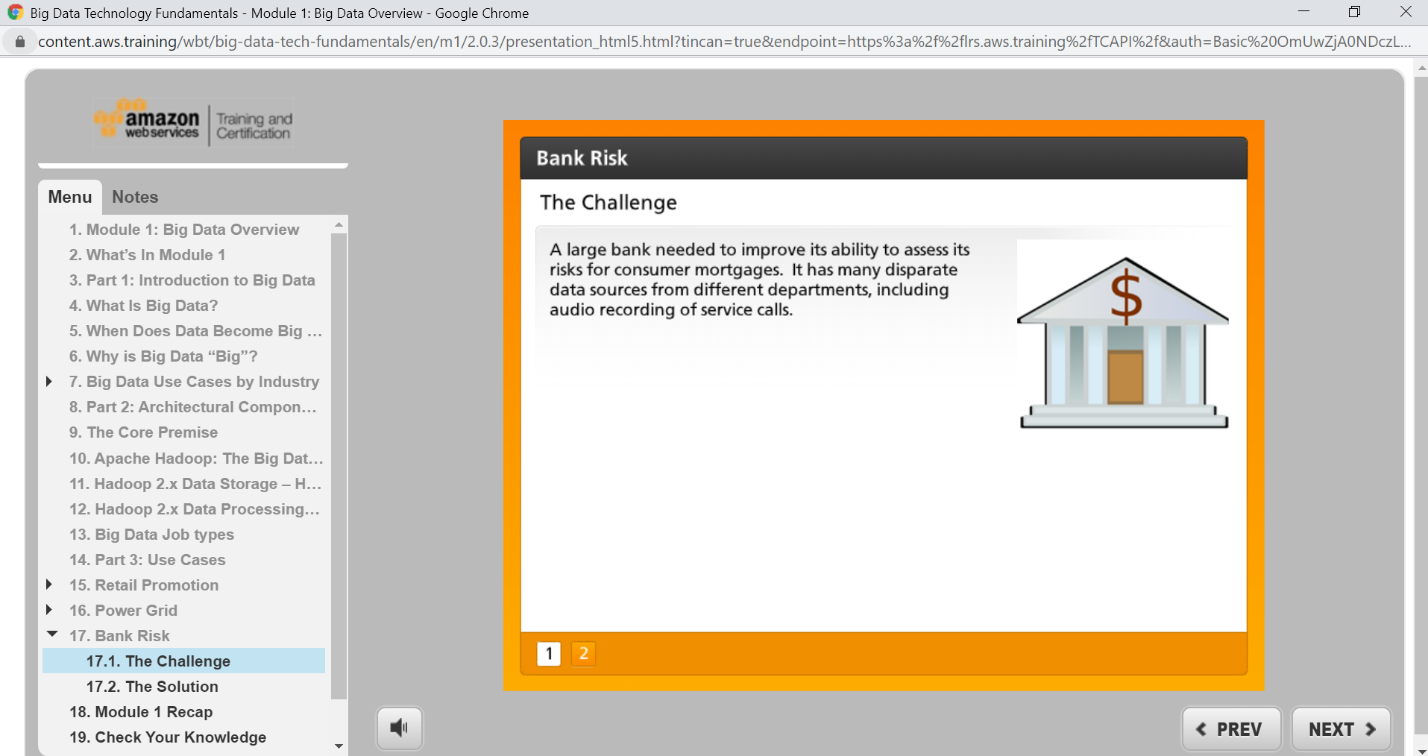 Big Data Technology Fundamentals - Module 1: Big Data Overview - Google Chrome
content.aws.training/wbt/big-data-tech-fundamentals/en/m1/2.0.3/presentation_html5.html?tincan=true&endpoint=https%3a%2f%2flrs.aws.training%2fTCAPI%2f&auth=Basic%20OmUwZjA0NDczL...
amazon
webservices
Training and
Certification
Menu Notes
1. Module 1: Big Data Overview
2. What's In Module 1
3. Part 1: Introduction to Big Data
4. What Is Big Data?
5. When Does Data Become Big ...
6. Why is Big Data “Big”?
7. Big Data Use Cases by Industry
8. Part 2: Architectural Compon...
9. The Core Premise
10. Apache Hadoop: The Big Dat...
11. Hadoop 2.x Data Storage – H...
12. Hadoop 2.x Data Processing...
13. Big Data Job types
14. Part 3: Use Cases
15. Retail Promotion
16. Power Grid
17. Bank Risk
17.1. The Challenge
17.2. The Solution
18. Module 1 Recap
19. Check Your Knowledge
Bank Risk
The Challenge
A large bank needed to improve its ability to assess its
risks for consumer mortgages. It has many disparate
data sources from different departments, including
audio recording of service calls.
$
1 2
PREV NEXT